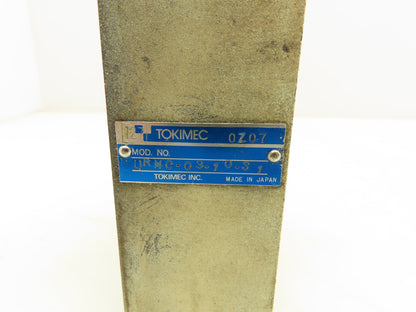 TOKIMEC 0Z07
MOD. NO.
TOKIMEC INC. MADE IN JAPAN